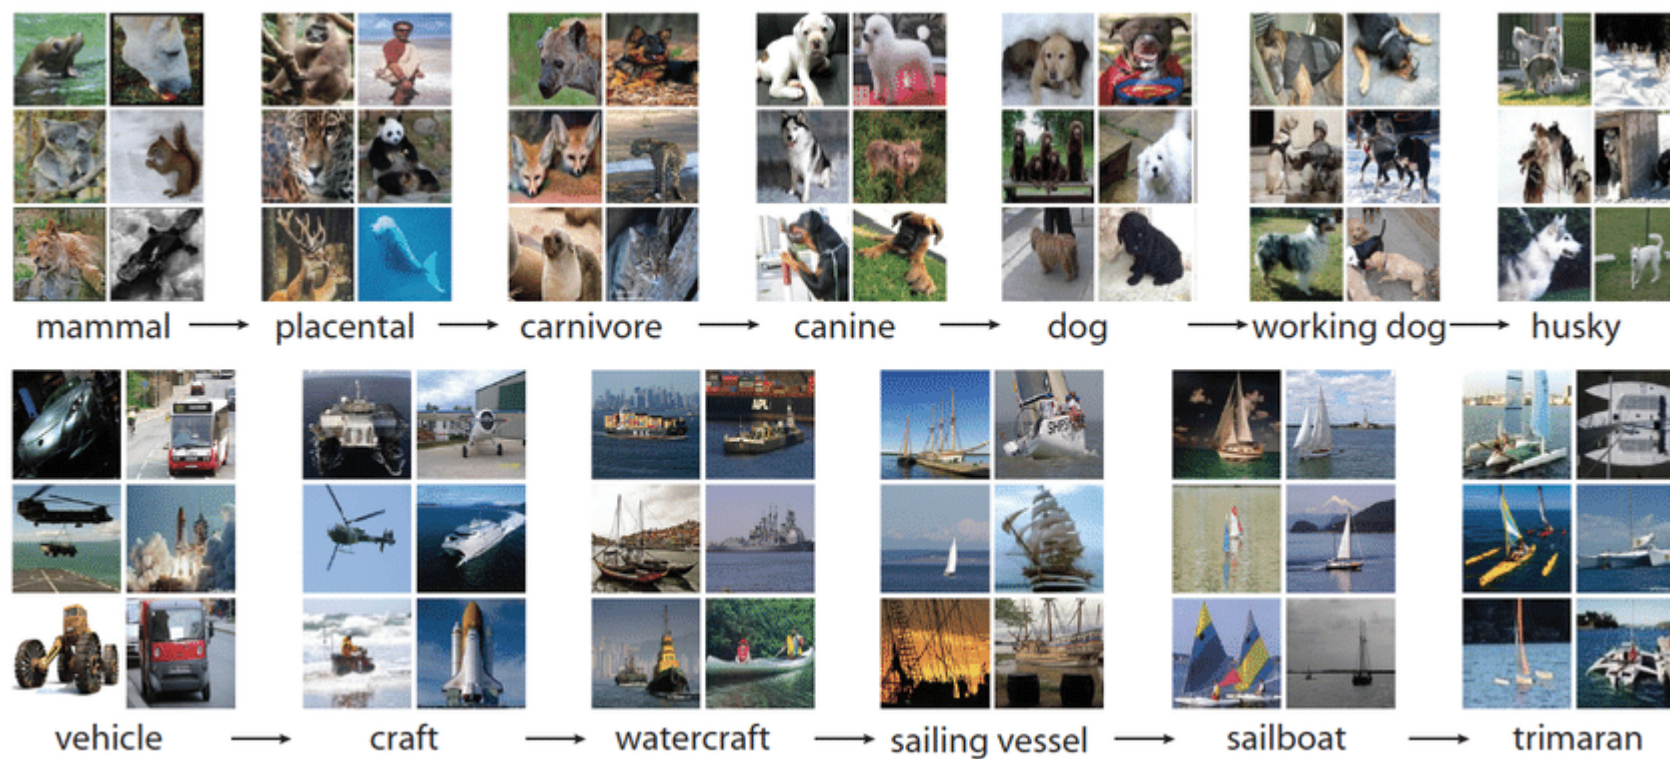 mammal → placental → carnivore → canine → dog → working dog → husky
vehicle → craft → watercraft → sailing vessel → sailboat → trimaran